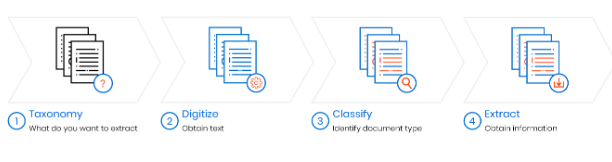 ?
1 Taxonomy
What do you want to extract
2 Digitize
Obtain text
3 Classify
Identify document type
4 Extract
Obtain information